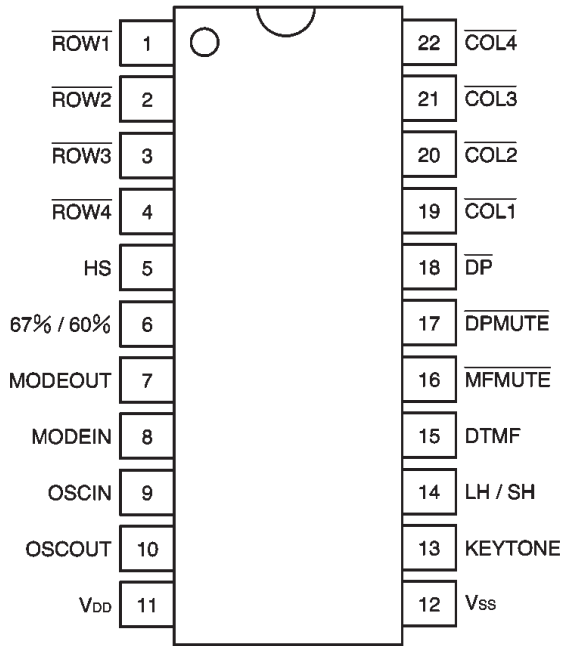 ROW1 1 22 COL4
ROW2 2 21 COL3
ROW3 3 20 COL2
ROW4 4 19 COL1
HS 5 18 DP
67% / 60% 6 17 DPMUTE
MODEOUT 7 16 MFMUTE
MODEIN 8 15 DTMF
OSCIN 9 14 LH / SH
OSCOUT 10 13 KEYTONE
VDD 11 12 VSS